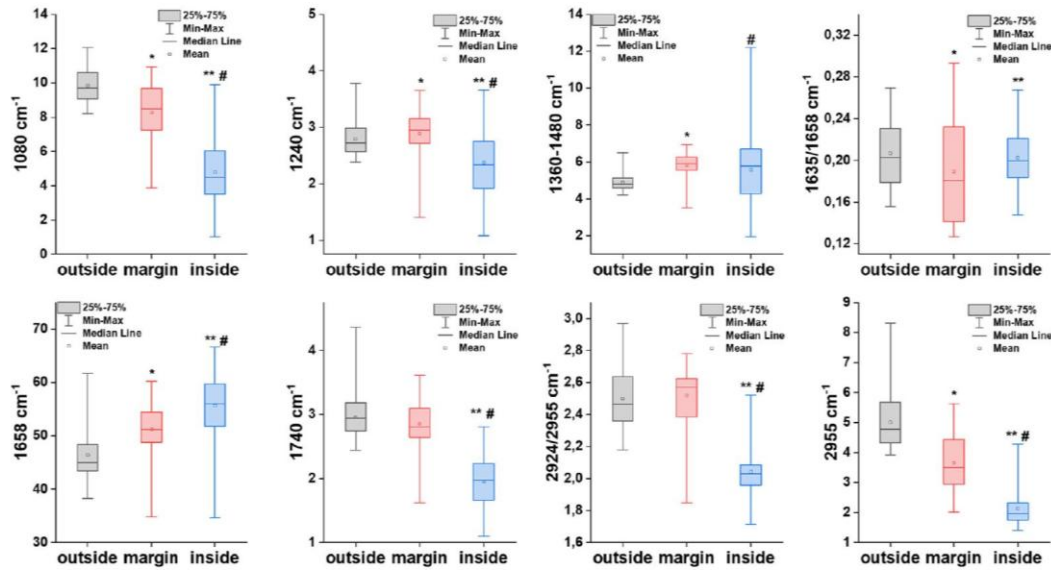 25%-75%
Min-Max
Median Line
Mean
1080 cm⁻¹
14
12
10
8
6
4
2
0
*
** #
outside margin inside
25%-75%
Min-Max
Median Line
Mean
1240 cm⁻¹
5
4
3
2
1
*
** #
outside margin inside
25%-75%
Min-Max
Median Line
Mean
1360-1480 cm⁻¹
14
12
10
8
6
4
2
*
#
outside margin inside
25%-75%
Min-Max
Median Line
Mean
1635/1658 cm⁻¹
0,32
0,28
0,24
0,20
0,16
0,12
*
**
outside margin inside
25%-75%
Min-Max
Median Line
Mean
1658 cm⁻¹
70
60
50
40
30
*
** #
outside margin inside
25%-75%
Min-Max
Median Line
Mean
1740 cm⁻¹
4
3
2
1
** #
outside margin inside
25%-75%
Min-Max
Median Line
Mean
2924/2955 cm⁻¹
3,0
2,8
2,6
2,4
2,2
2,0
1,8
1,6
** #
outside margin inside
25%-75%
Min-Max
Median Line
Mean
2955 cm⁻¹
9
8
7
6
5
4
3
2
1
*
** #
outside margin inside